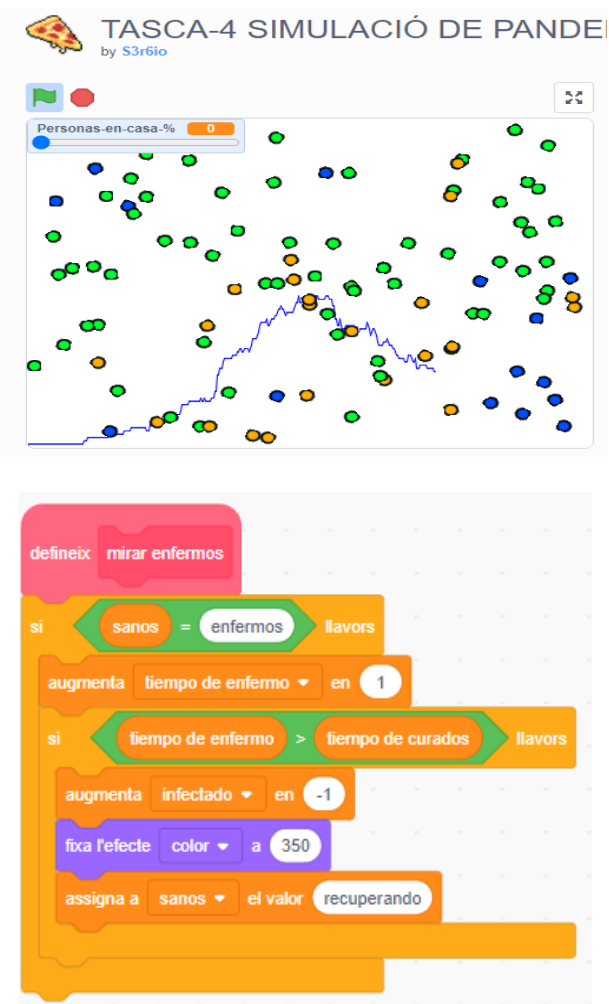 TASCA-4 SIMULACIÓ DE PANDE
by S3r6io
Personas-en-casa-% 0
defineix mirar enfermos
si sanos = enfermos llavors
augmenta tiempo de enfermo en 1
si tiempo de enfermo > tiempo de curados llavors
augmenta infectado en -1
fixa l'efecte color a 350
assigna a sanos el valor recuperando